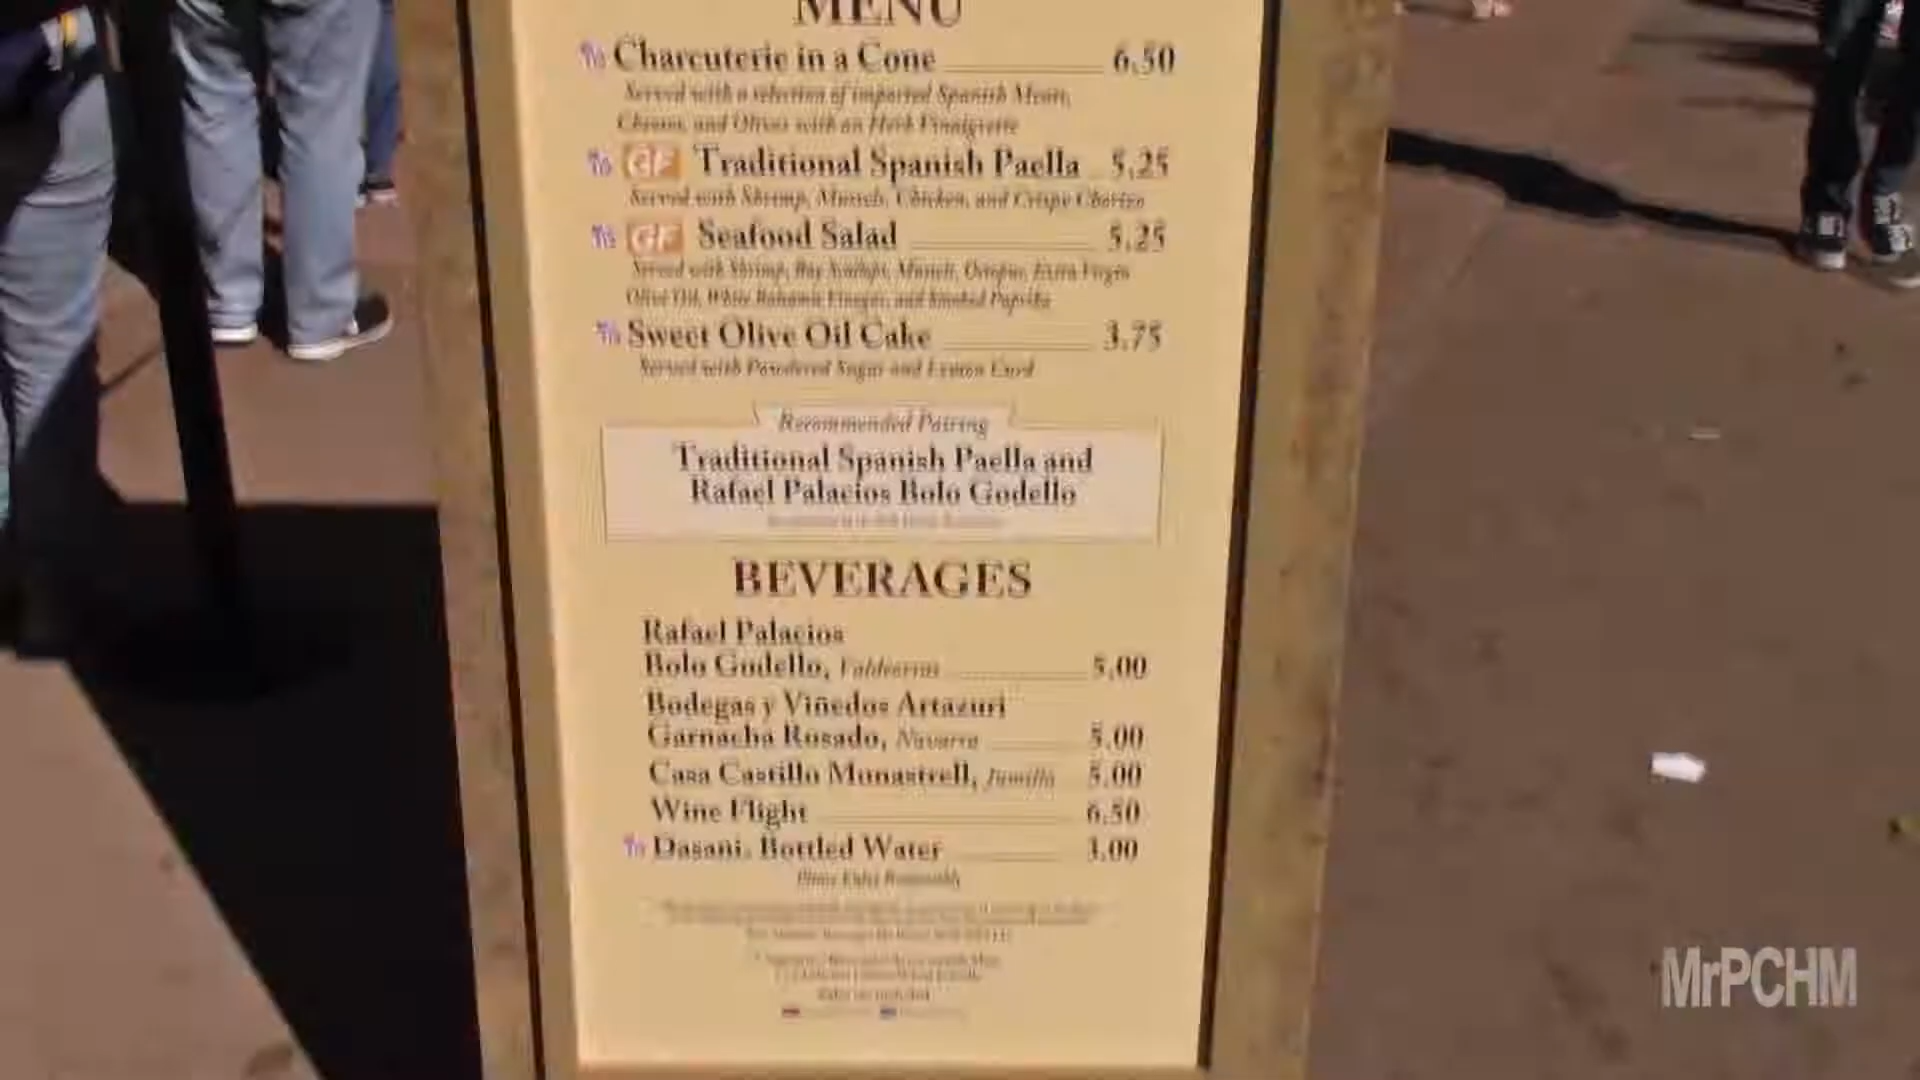 MENU
Charcuterie in a Cone 6.50
Served with a selection of imported Spanish Meats,
Cheeses, and Olives with an Herb Vinaigrette
GF Traditional Spanish Paella 5.25
Served with Shrimp, Mussels, Chicken, and Crispy Chorizo
GF Seafood Salad 5.25
Served with Shrimp, Bay Scallops, Mussels, Octopus, Extra Virgin
Olive Oil, White Balsamic Vinegar, and Smoked Paprika
Sweet Olive Oil Cake 3.75
Served with Powdered Sugar and Lemon Curd
Recommended Pairing
Traditional Spanish Paella and
Rafael Palacios Bolo Godello
BEVERAGES
Rafael Palacios
Bolo Godello, Valdeorras 5.00
Bodegas y Viñedos Artazuri
Garnacha Rosado, Navarra 5.00
Casa Castillo Monastrell, Jumilla 5.00
Wine Flight 6.50
Dasani, Bottled Water 3.00
Please Enjoy Responsibly
MrPCHM